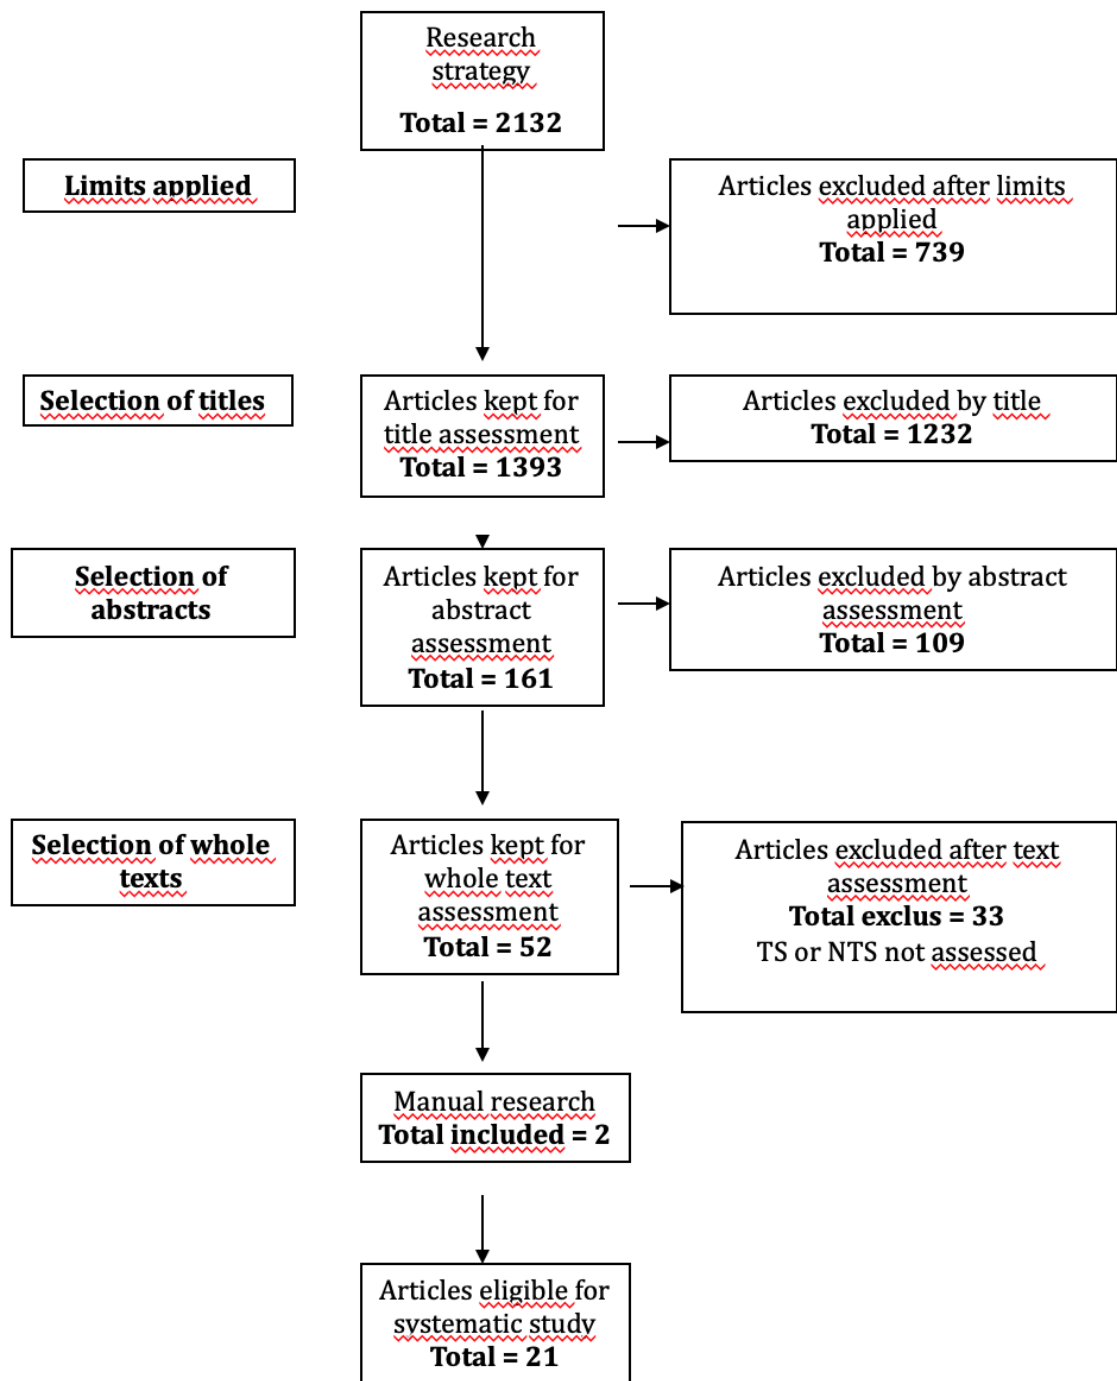 Research
strategy
Total = 2132
Limits applied
Articles excluded after limits
applied
Total = 739
Selection of titles
Articles kept for
title assessment
Total = 1393
Articles excluded by title
Total = 1232
Selection of
abstracts
Articles kept for
abstract
assessment
Total = 161
Articles excluded by abstract
assessment
Total = 109
Selection of whole
texts
Articles kept for
whole text
assessment
Total = 52
Articles excluded after text
assessment
Total exclus = 33
TS or NTS not assessed
Manual research
Total included = 2
Articles eligible for
systematic study
Total = 21